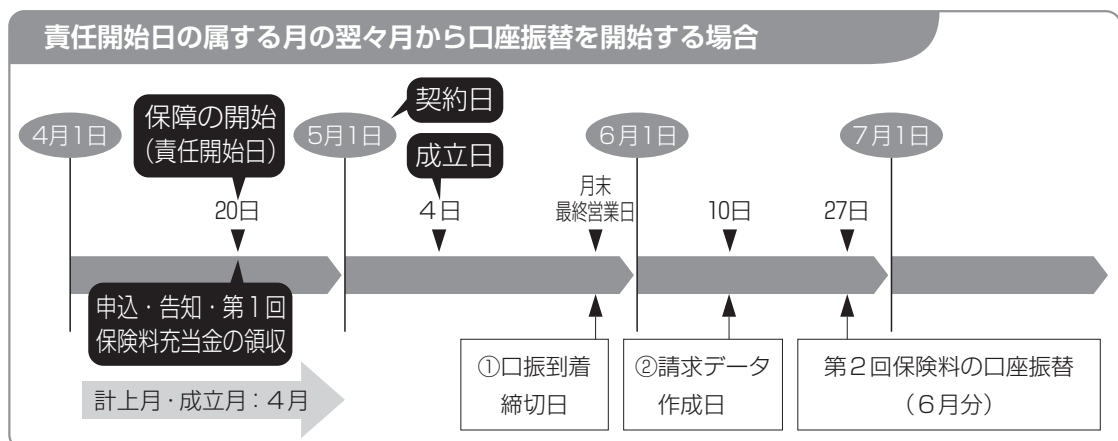 責任開始日の属する月の翌々月から口座振替を開始する場合
4月1日
保障の開始
(責任開始日)
5月1日
契約日
成立日
6月1日
7月1日
20日
4日
月末
最終営業日
10日
27日
申込・告知・第1回
保険料充当金の領収
計上月・成立月：4月
①口振到着
締切日
②請求データ
作成日
第2回保険料の口座振替
(6月分)